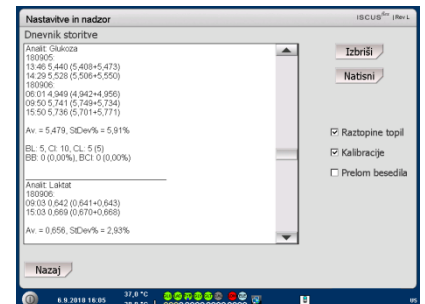 Nastavitve in nadzor
ISCUSflex |Rev L
Dnevnik storitve
Analit: Glukoza
180905:
13:46 5,440 (5,408+5,473)
14:29 5,528 (5,506+5,550)
180906:
06:01 4,949 (4,942+4,956)
09:50 5,741 (5,749+5,734)
15:50 5,736 (5,701+5,771)
Av. = 5,479, StDev% = 5,91%
BL: 5, CI: 10, CL: 5 (5)
BB: 0 (0,00%), BCI: 0 (0,00%)
Analit: Laktat
180906:
09:03 0,642 (0,641+0,643)
15:03 0,669 (0,670+0,668)
Av. = 0,656, StDev% = 2,93%
Izbriši
Natisni
Raztopine topil
Kalibracije
Prelom besedila
Nazaj
6.9.2018 16:05
37,0 °C
us